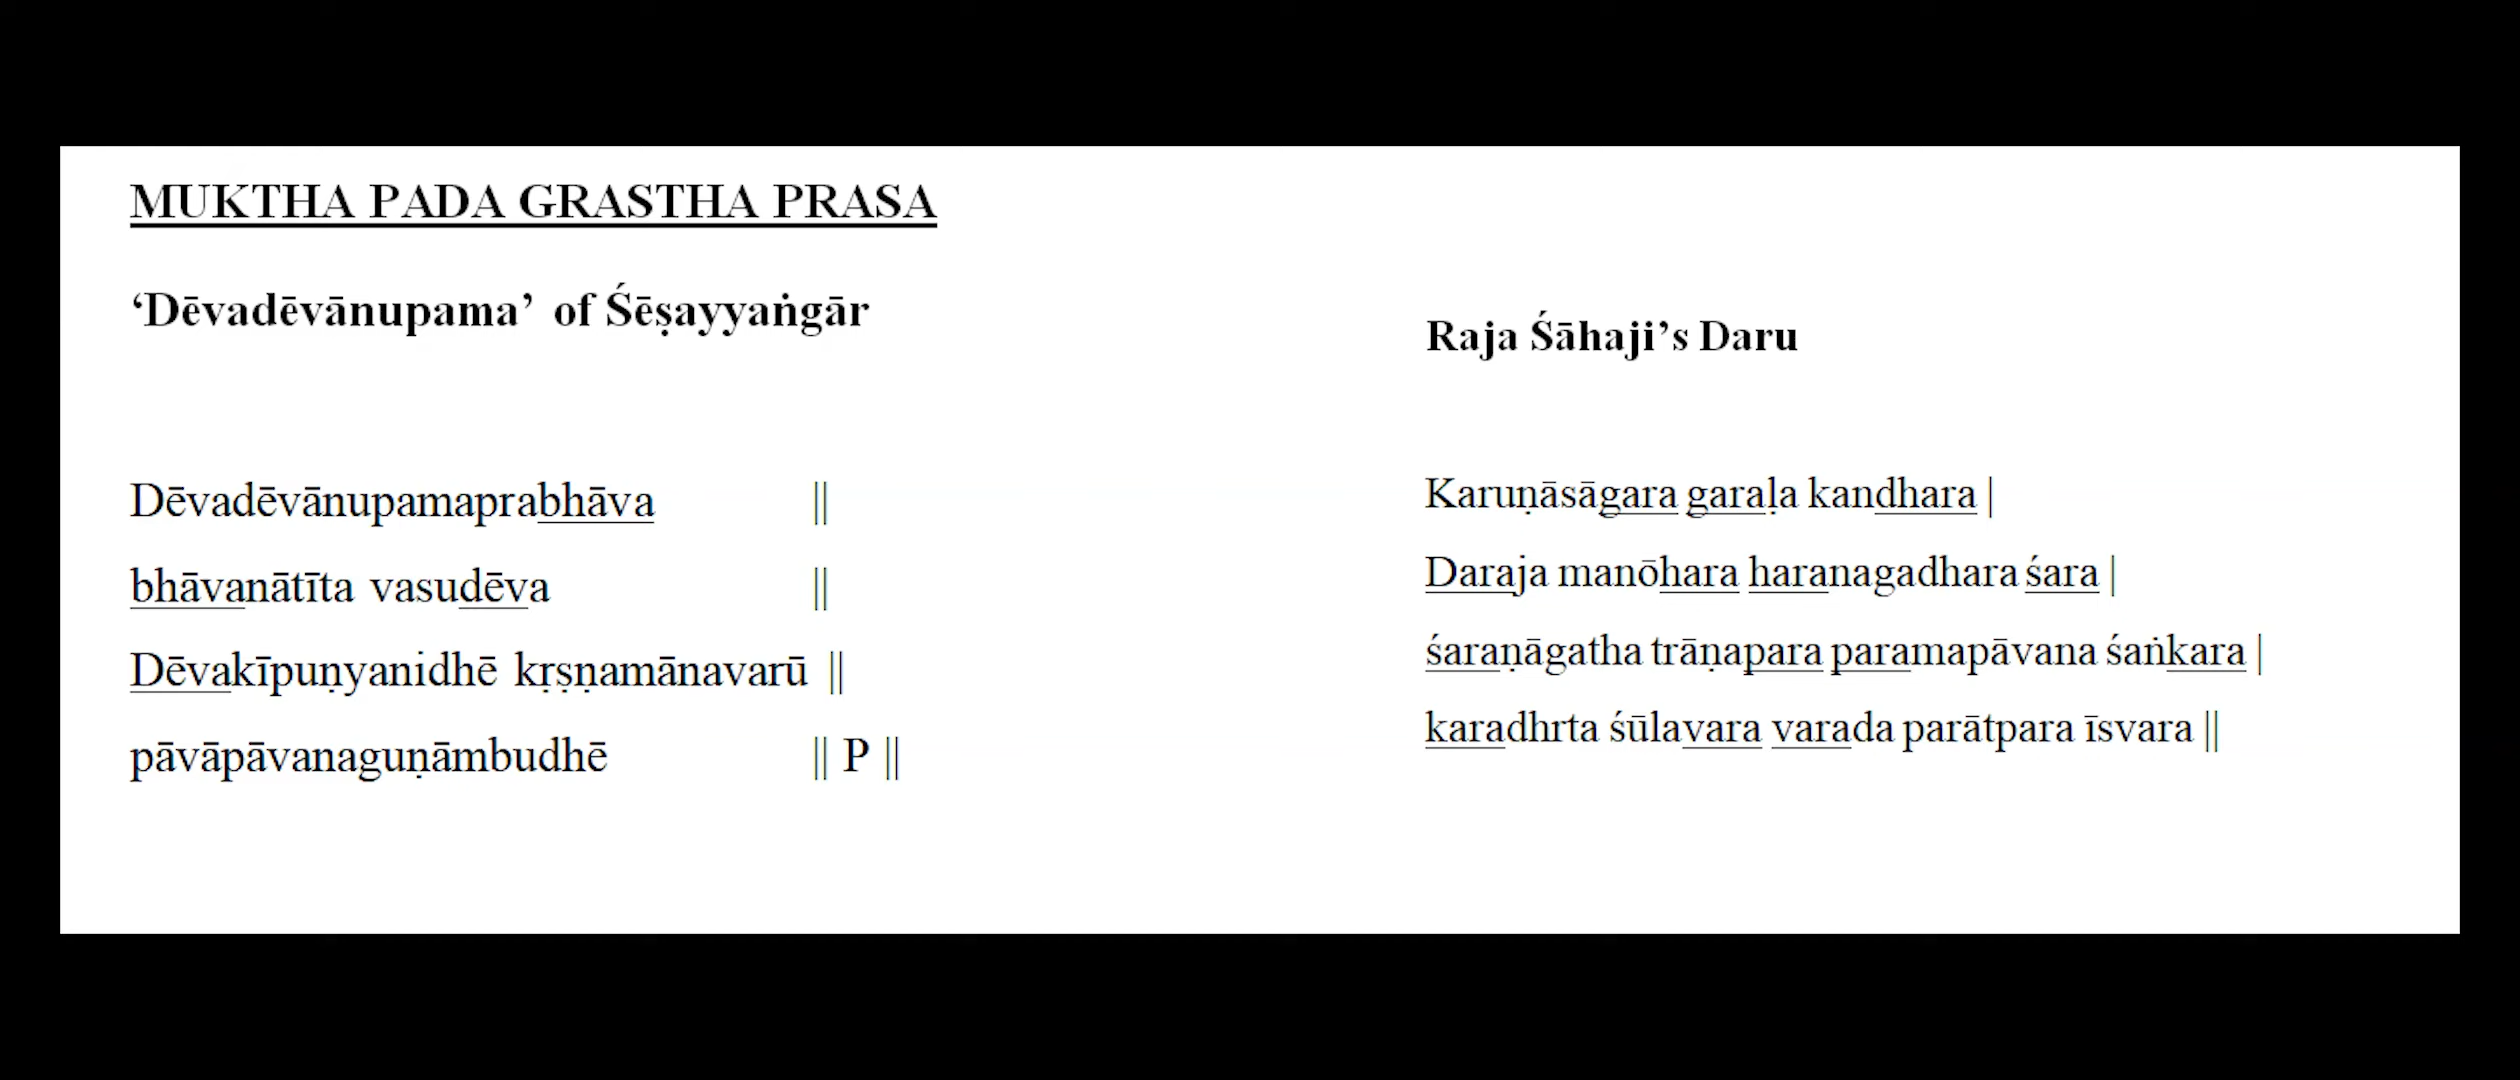 MUKTHA PADA GRASTHA PRASA
‘Dēvadēvānupama’ of Śēṣayyaṅgār
Dēvadēvānupamaprabhāva ||
bhāvanātīta vasudēva ||
Dēvakīpuṇyanidhē kṛṣṇamānavarū ||
pāvāpāvanaguṇāmbudhē || P ||
Raja Śāhaji’s Daru
Karuṇāsāgara garaḷa kandhara |
Daraja manōhara haranagadhara śara |
śaraṇāgatha trāṇapara paramapāvana śaṅkara |
karadhrta śūlavara varada parātpara īsvara ||